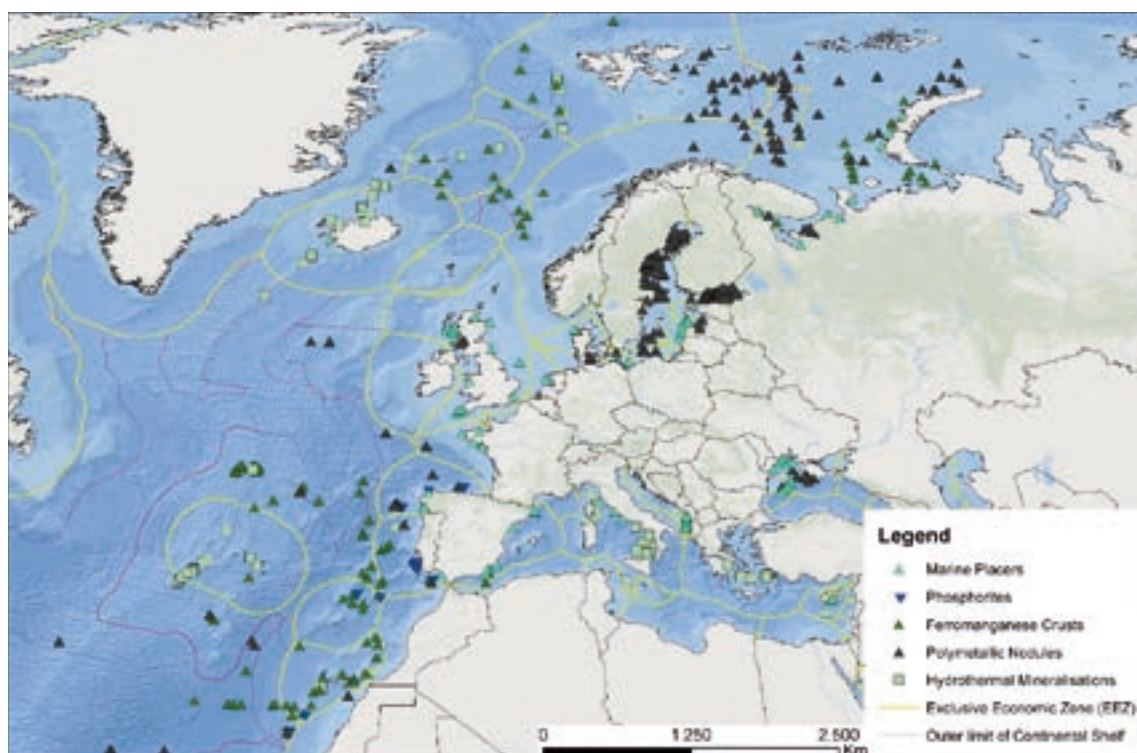 Legend
Marine Placers
Phosphorites
Ferromanganese Crusts
Polymetallic Nodules
Hydrothermal Mineralisations
Exclusive Economic Zone (EEZ)
Outer limit of Continental Shelf
0 1.250 2.500
Km